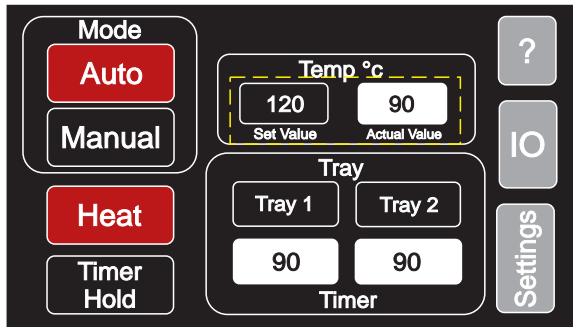 Mode
Auto
Manual
Heat
Timer
Hold
Temp °c
120
90
Set Value
Actual Value
Tray
Tray 1
Tray 2
90
90
Timer
?
IO
Settings